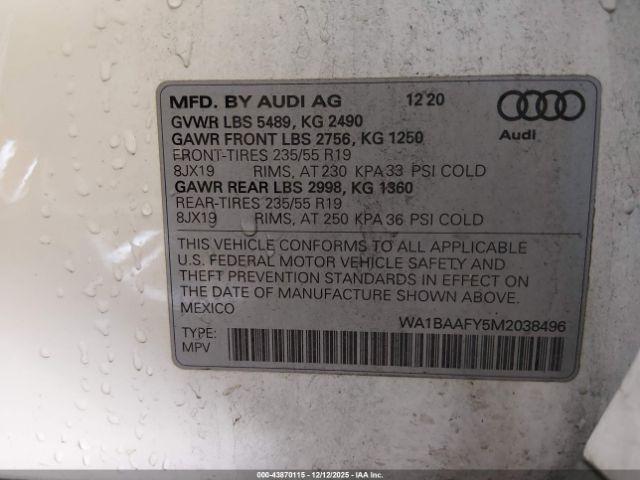 MFD. BY AUDI AG 12 20
GVWR LBS 5489, KG 2490
GAWR FRONT LBS 2756, KG 1250
FRONT-TIRES 235/55 R19
8JX19 RIMS, AT 230 KPA 33 PSI COLD
GAWR REAR LBS 2998, KG 1360
REAR-TIRES 235/55 R19
8JX19 RIMS, AT 250 KPA 36 PSI COLD
Audi
THIS VEHICLE CONFORMS TO ALL APPLICABLE
U.S. FEDERAL MOTOR VEHICLE SAFETY AND
THEFT PREVENTION STANDARDS IN EFFECT ON
THE DATE OF MANUFACTURE SHOWN ABOVE.
MEXICO
WA1BAAFY5M2038496
TYPE:
MPV
000-43870115 - 12/12/2025 - IAA Inc.